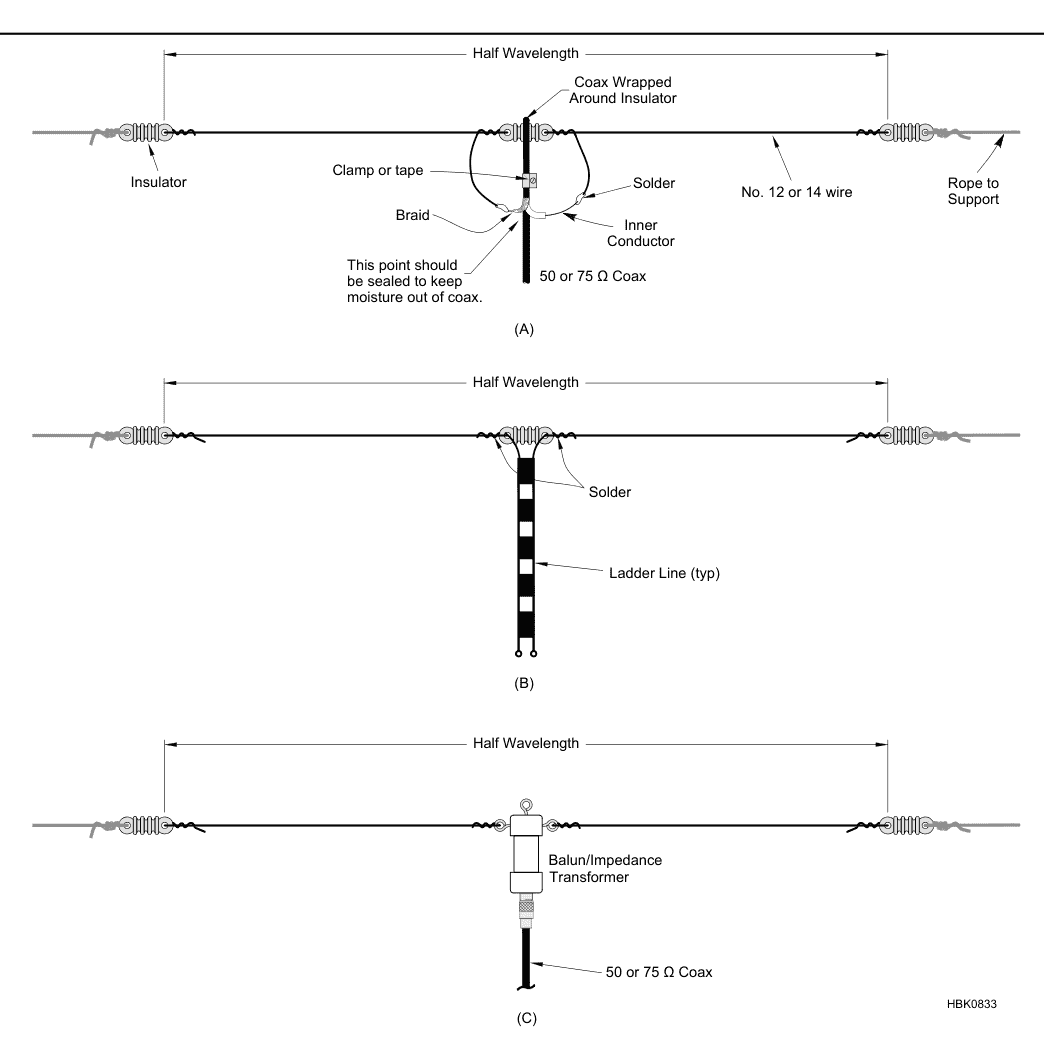 Half Wavelength
Coax Wrapped
Around Insulator
Clamp or tape
Solder
Insulator
No. 12 or 14 wire
Rope to
Support
Braid
Inner
Conductor
This point should
be sealed to keep
moisture out of coax.
50 or 75 Ω Coax
(A)
Half Wavelength
Solder
Ladder Line (typ)
(B)
Half Wavelength
Balun/Impedance
Transformer
50 or 75 Ω Coax
HBK0833
(C)